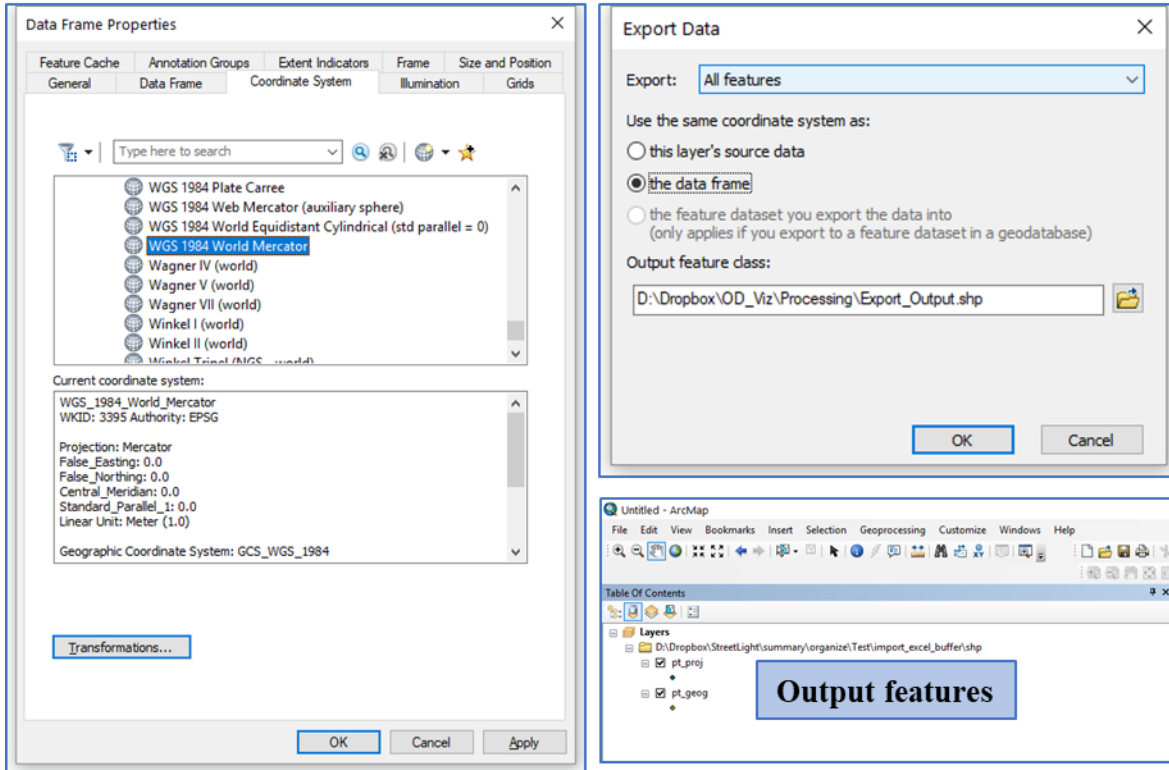 Data Frame Properties
Feature Cache Annotation Groups Extent Indicators Frame Size and Position
General Data Frame Coordinate System Illumination Grids
Type here to search
WGS 1984 Plate Carree
WGS 1984 Web Mercator (auxiliary sphere)
WGS 1984 World Equidistant Cylindrical (std parallel = 0)
WGS 1984 World Mercator
Wagner IV (world)
Wagner V (world)
Wagner VII (world)
Winkel I (world)
Winkel II (world)
Winkel Tripel (NGS world)
Current coordinate system:
WGS_1984_World_Mercator
WKID: 3395 Authority: EPSG
Projection: Mercator
False_Easting: 0.0
False_Northing: 0.0
Central_Meridian: 0.0
Standard_Parallel_1: 0.0
Linear Unit: Meter (1.0)
Geographic Coordinate System: GCS_WGS_1984
Transformations...
OK Cancel Apply
Export Data
Export: All features
Use the same coordinate system as:
this layer's source data
the data frame
the feature dataset you export the data into
(only applies if you export to a feature dataset in a geodatabase)
Output feature class:
D:\Dropbox\OD_Viz\Processing\Export_Output.shp
OK Cancel
Untitled - ArcMap
File Edit View Bookmarks Insert Selection Geoprocessing Customize Windows Help
Table Of Contents
Layers
D:\Dropbox\StreetLight\summary\organize\Test\import_excel_buffer\shp
pt_proj
pt_geog
Output features